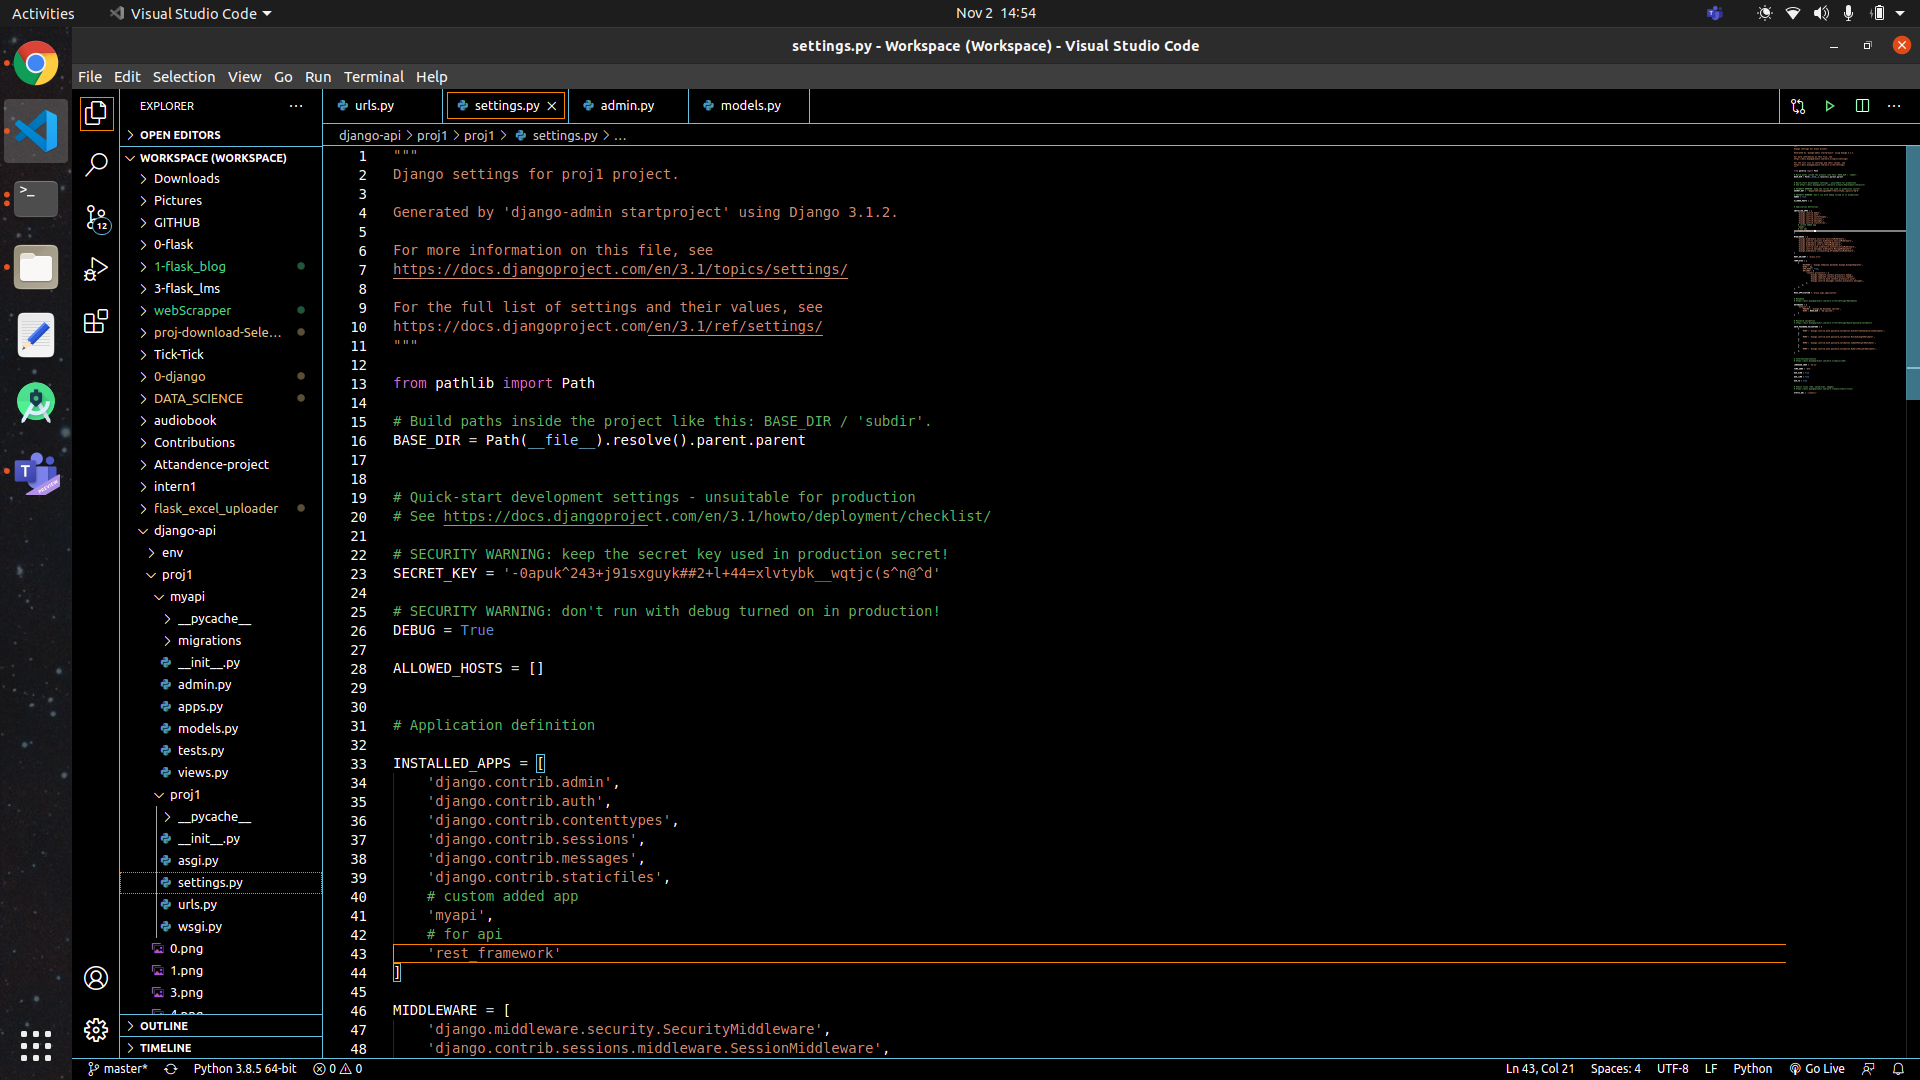 Activities
Visual Studio Code
Nov 2 14:54
settings.py - Workspace (Workspace) - Visual Studio Code
File Edit Selection View Go Run Terminal Help
EXPLORER
OPEN EDITORS
WORKSPACE (WORKSPACE)
Downloads
Pictures
GITHUB
0-flask
1-flask_blog
3-flask_lms
webScrapper
proj-download-Sele...
Tick-Tick
0-django
DATA_SCIENCE
audiobook
Contributions
Attandence-project
intern1
flask_excel_uploader
django-api
env
proj1
myapi
__pycache__
migrations
__init__.py
admin.py
apps.py
models.py
tests.py
views.py
proj1
__pycache__
__init__.py
asgi.py
settings.py
urls.py
wsgi.py
0.png
1.png
3.png
OUTLINE
TIMELINE
12
urls.py settings.py admin.py models.py
django-api > proj1 > proj1 > settings.py > ...
1 """
2 Django settings for proj1 project.
3
4 Generated by 'django-admin startproject' using Django 3.1.2.
5
6 For more information on this file, see
7 https://docs.djangoproject.com/en/3.1/topics/settings/
8
9 For the full list of settings and their values, see
10 https://docs.djangoproject.com/en/3.1/ref/settings/
11 """
12
13 from pathlib import Path
14
15 # Build paths inside the project like this: BASE_DIR / 'subdir'.
16 BASE_DIR = Path(__file__).resolve().parent.parent
17
18
19 # Quick-start development settings - unsuitable for production
20 # See https://docs.djangoproject.com/en/3.1/howto/deployment/checklist/
21
22 # SECURITY WARNING: keep the secret key used in production secret!
23 SECRET_KEY = '-0apuk^243+j91sxguyk##2+l+44=xlvtybk__wqtjc(s^n@^d'
24
25 # SECURITY WARNING: don't run with debug turned on in production!
26 DEBUG = True
27
28 ALLOWED_HOSTS = []
29
30
31 # Application definition
32
33 INSTALLED_APPS = [
34 'django.contrib.admin',
35 'django.contrib.auth',
36 'django.contrib.contenttypes',
37 'django.contrib.sessions',
38 'django.contrib.messages',
39 'django.contrib.staticfiles',
40 # custom added app
41 'myapi',
42 # for api
43 'rest_framework'
44 ]
45
46 MIDDLEWARE = [
47 'django.middleware.security.SecurityMiddleware',
48 'django.contrib.sessions.middleware.SessionMiddleware',
master* Python 3.8.5 64-bit 0 0 Ln 43, Col 21 Spaces: 4 UTF-8 LF Python Go Live